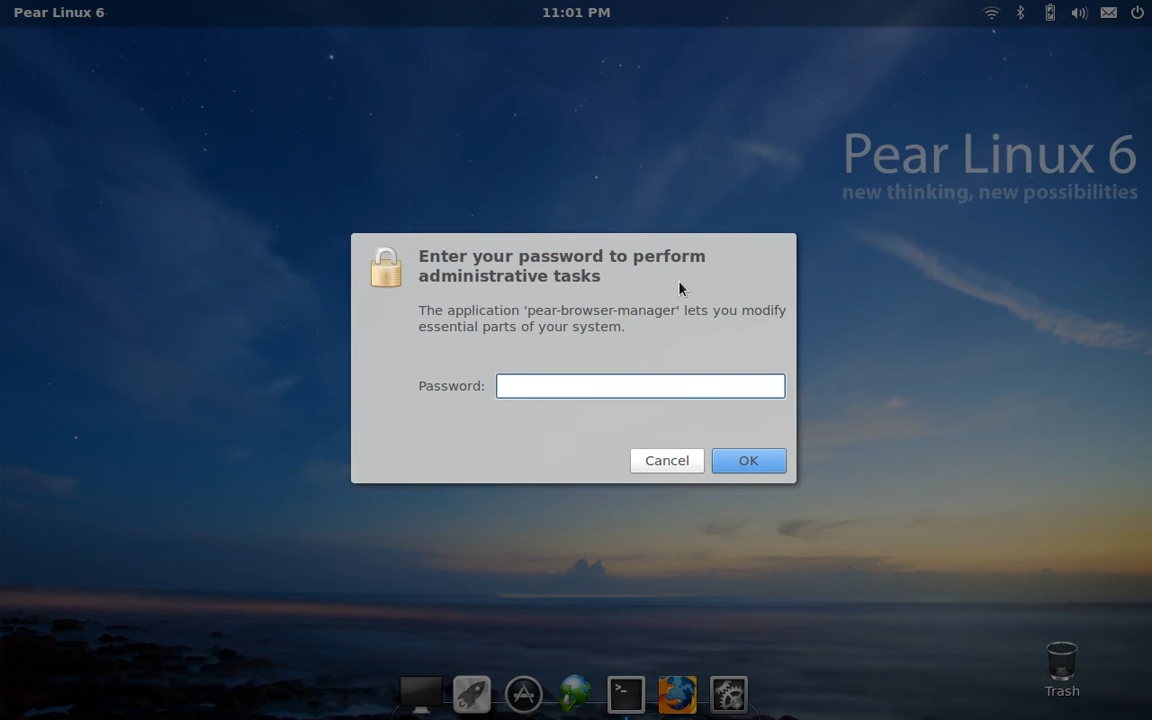 Pear Linux 6
11:01 PM
Pear Linux 6
new thinking, new possibilities
Enter your password to perform
administrative tasks
The application 'pear-browser-manager' lets you modify
essential parts of your system.
Password:
Cancel
OK
>_
Trash